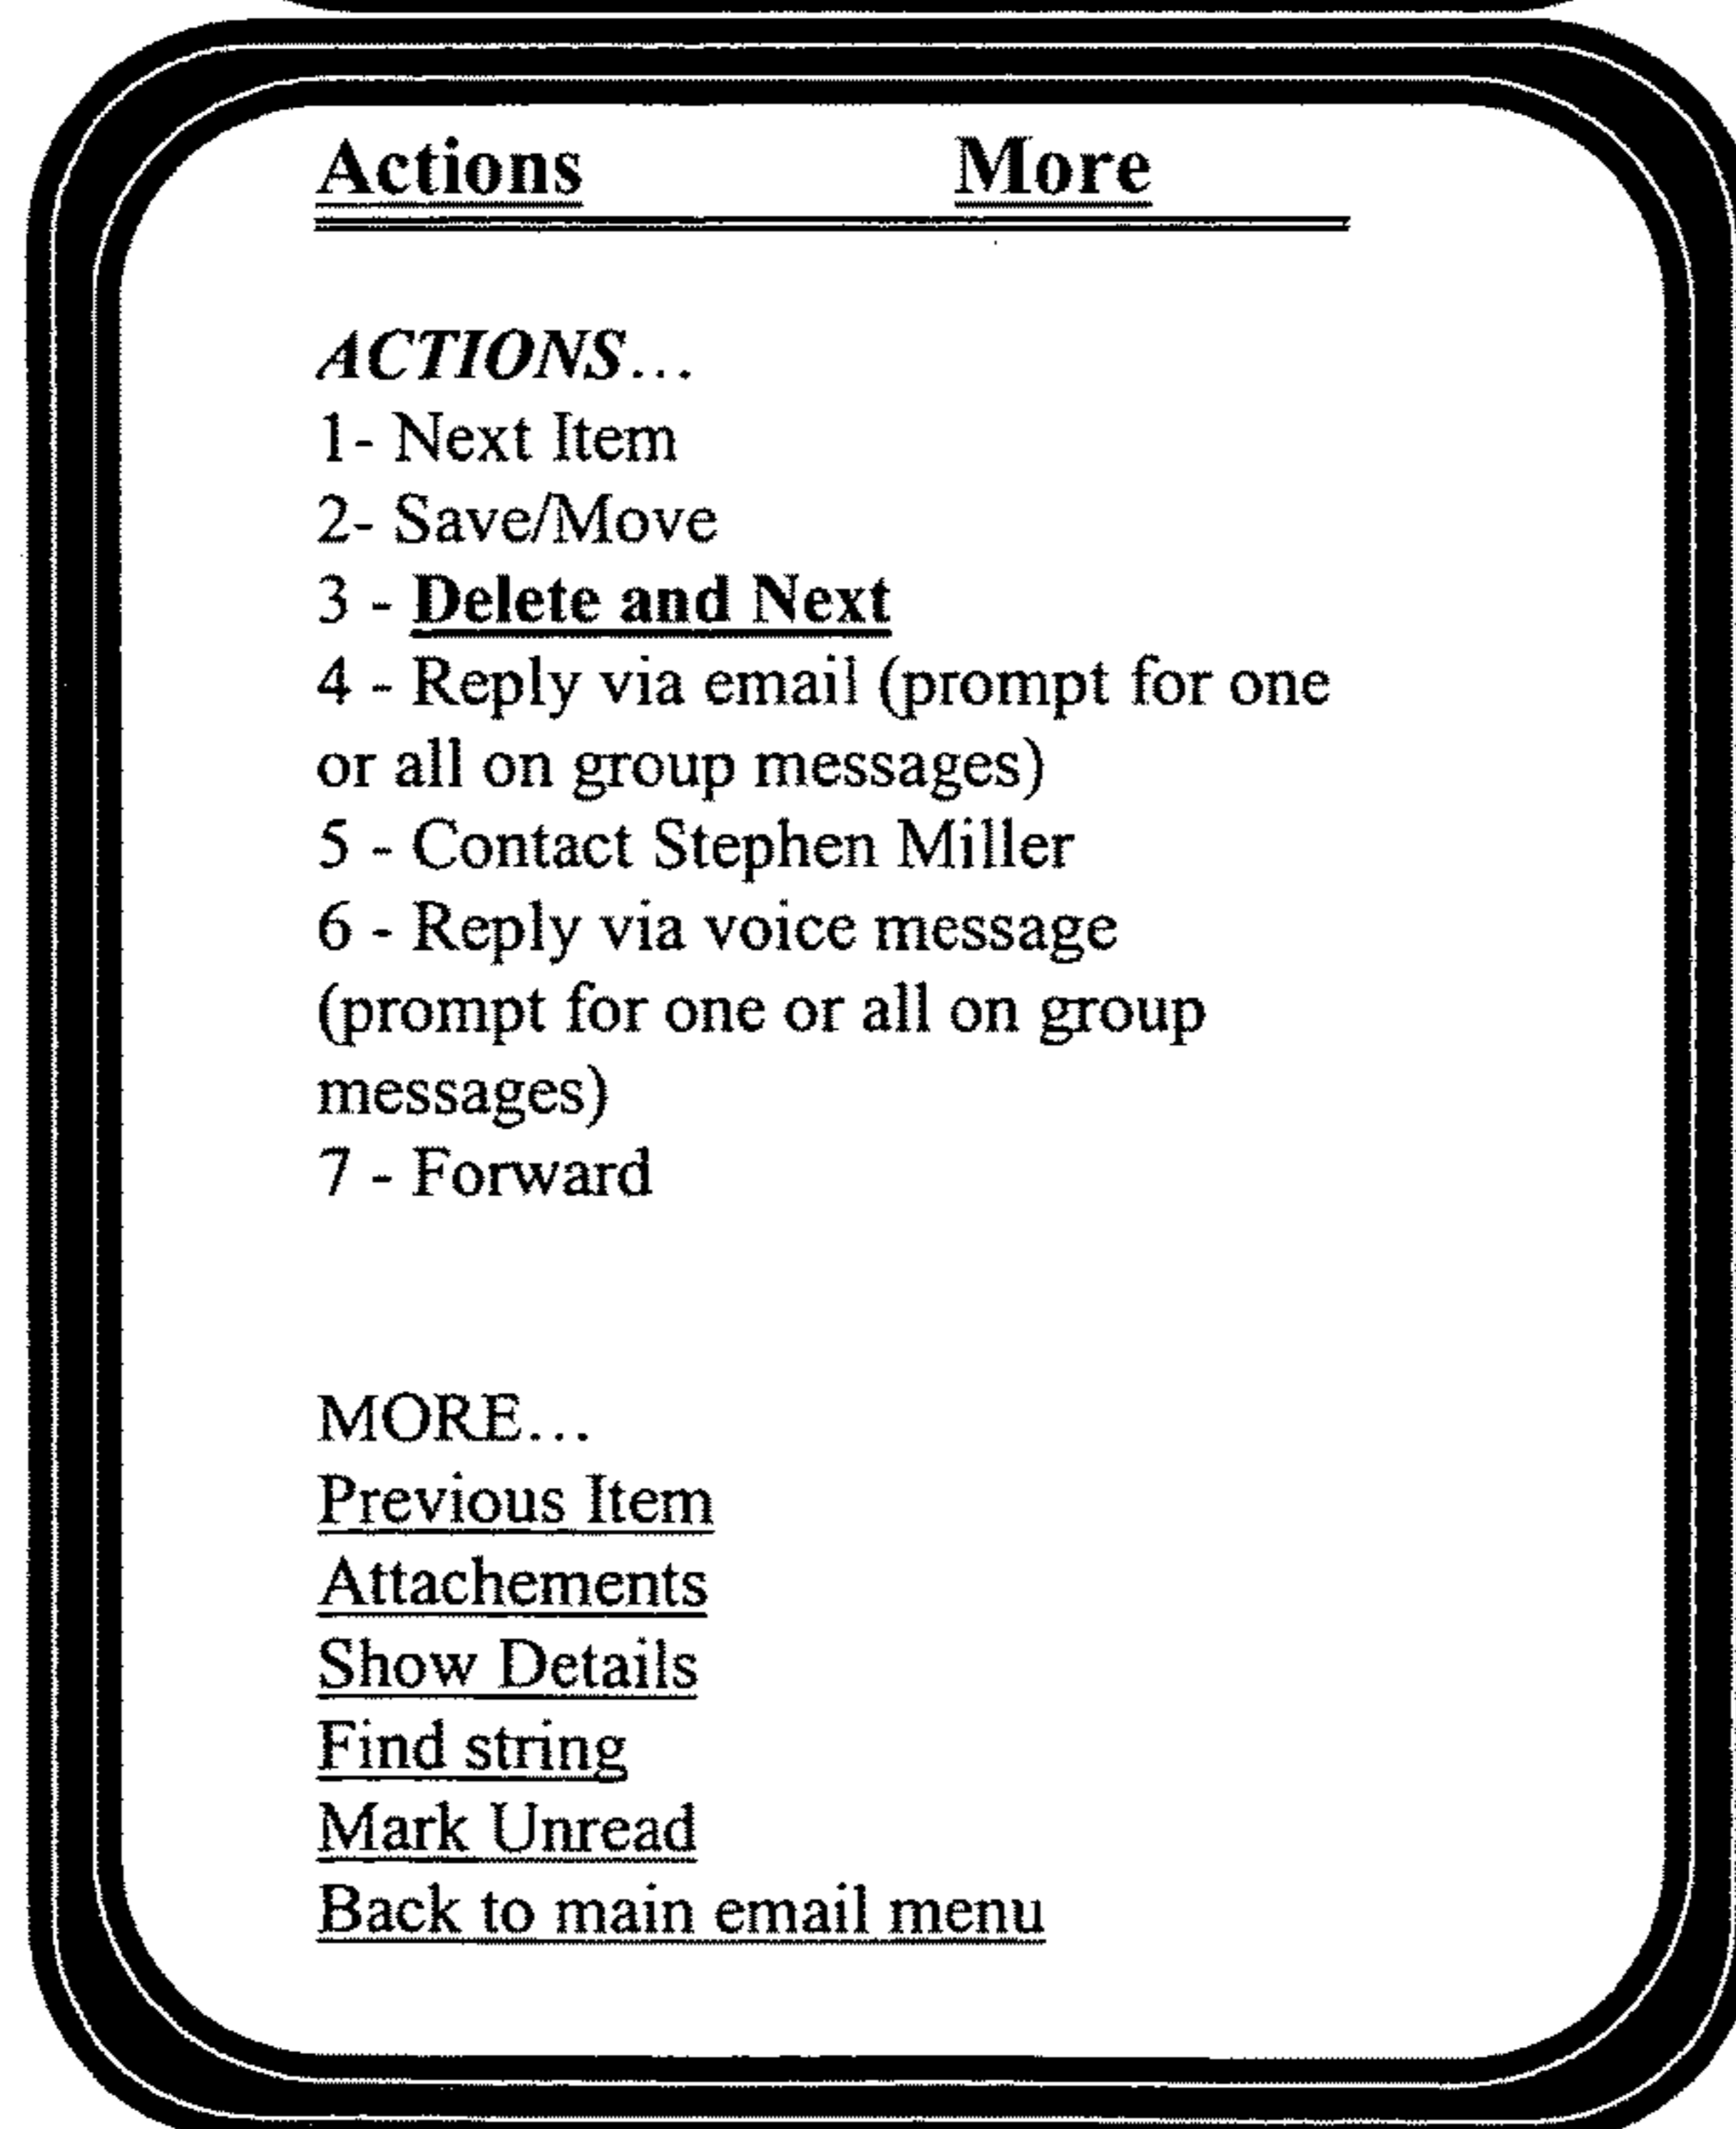 Actions More
ACTIONS...
1- Next Item
2- Save/Move
3 - Delete and Next
4 - Reply via email (prompt for one
or all on group messages)
5 - Contact Stephen Miller
6 - Reply via voice message
(prompt for one or all on group
messages)
7 - Forward
MORE...
Previous Item
Attachements
Show Details
Find string
Mark Unread
Back to main email menu